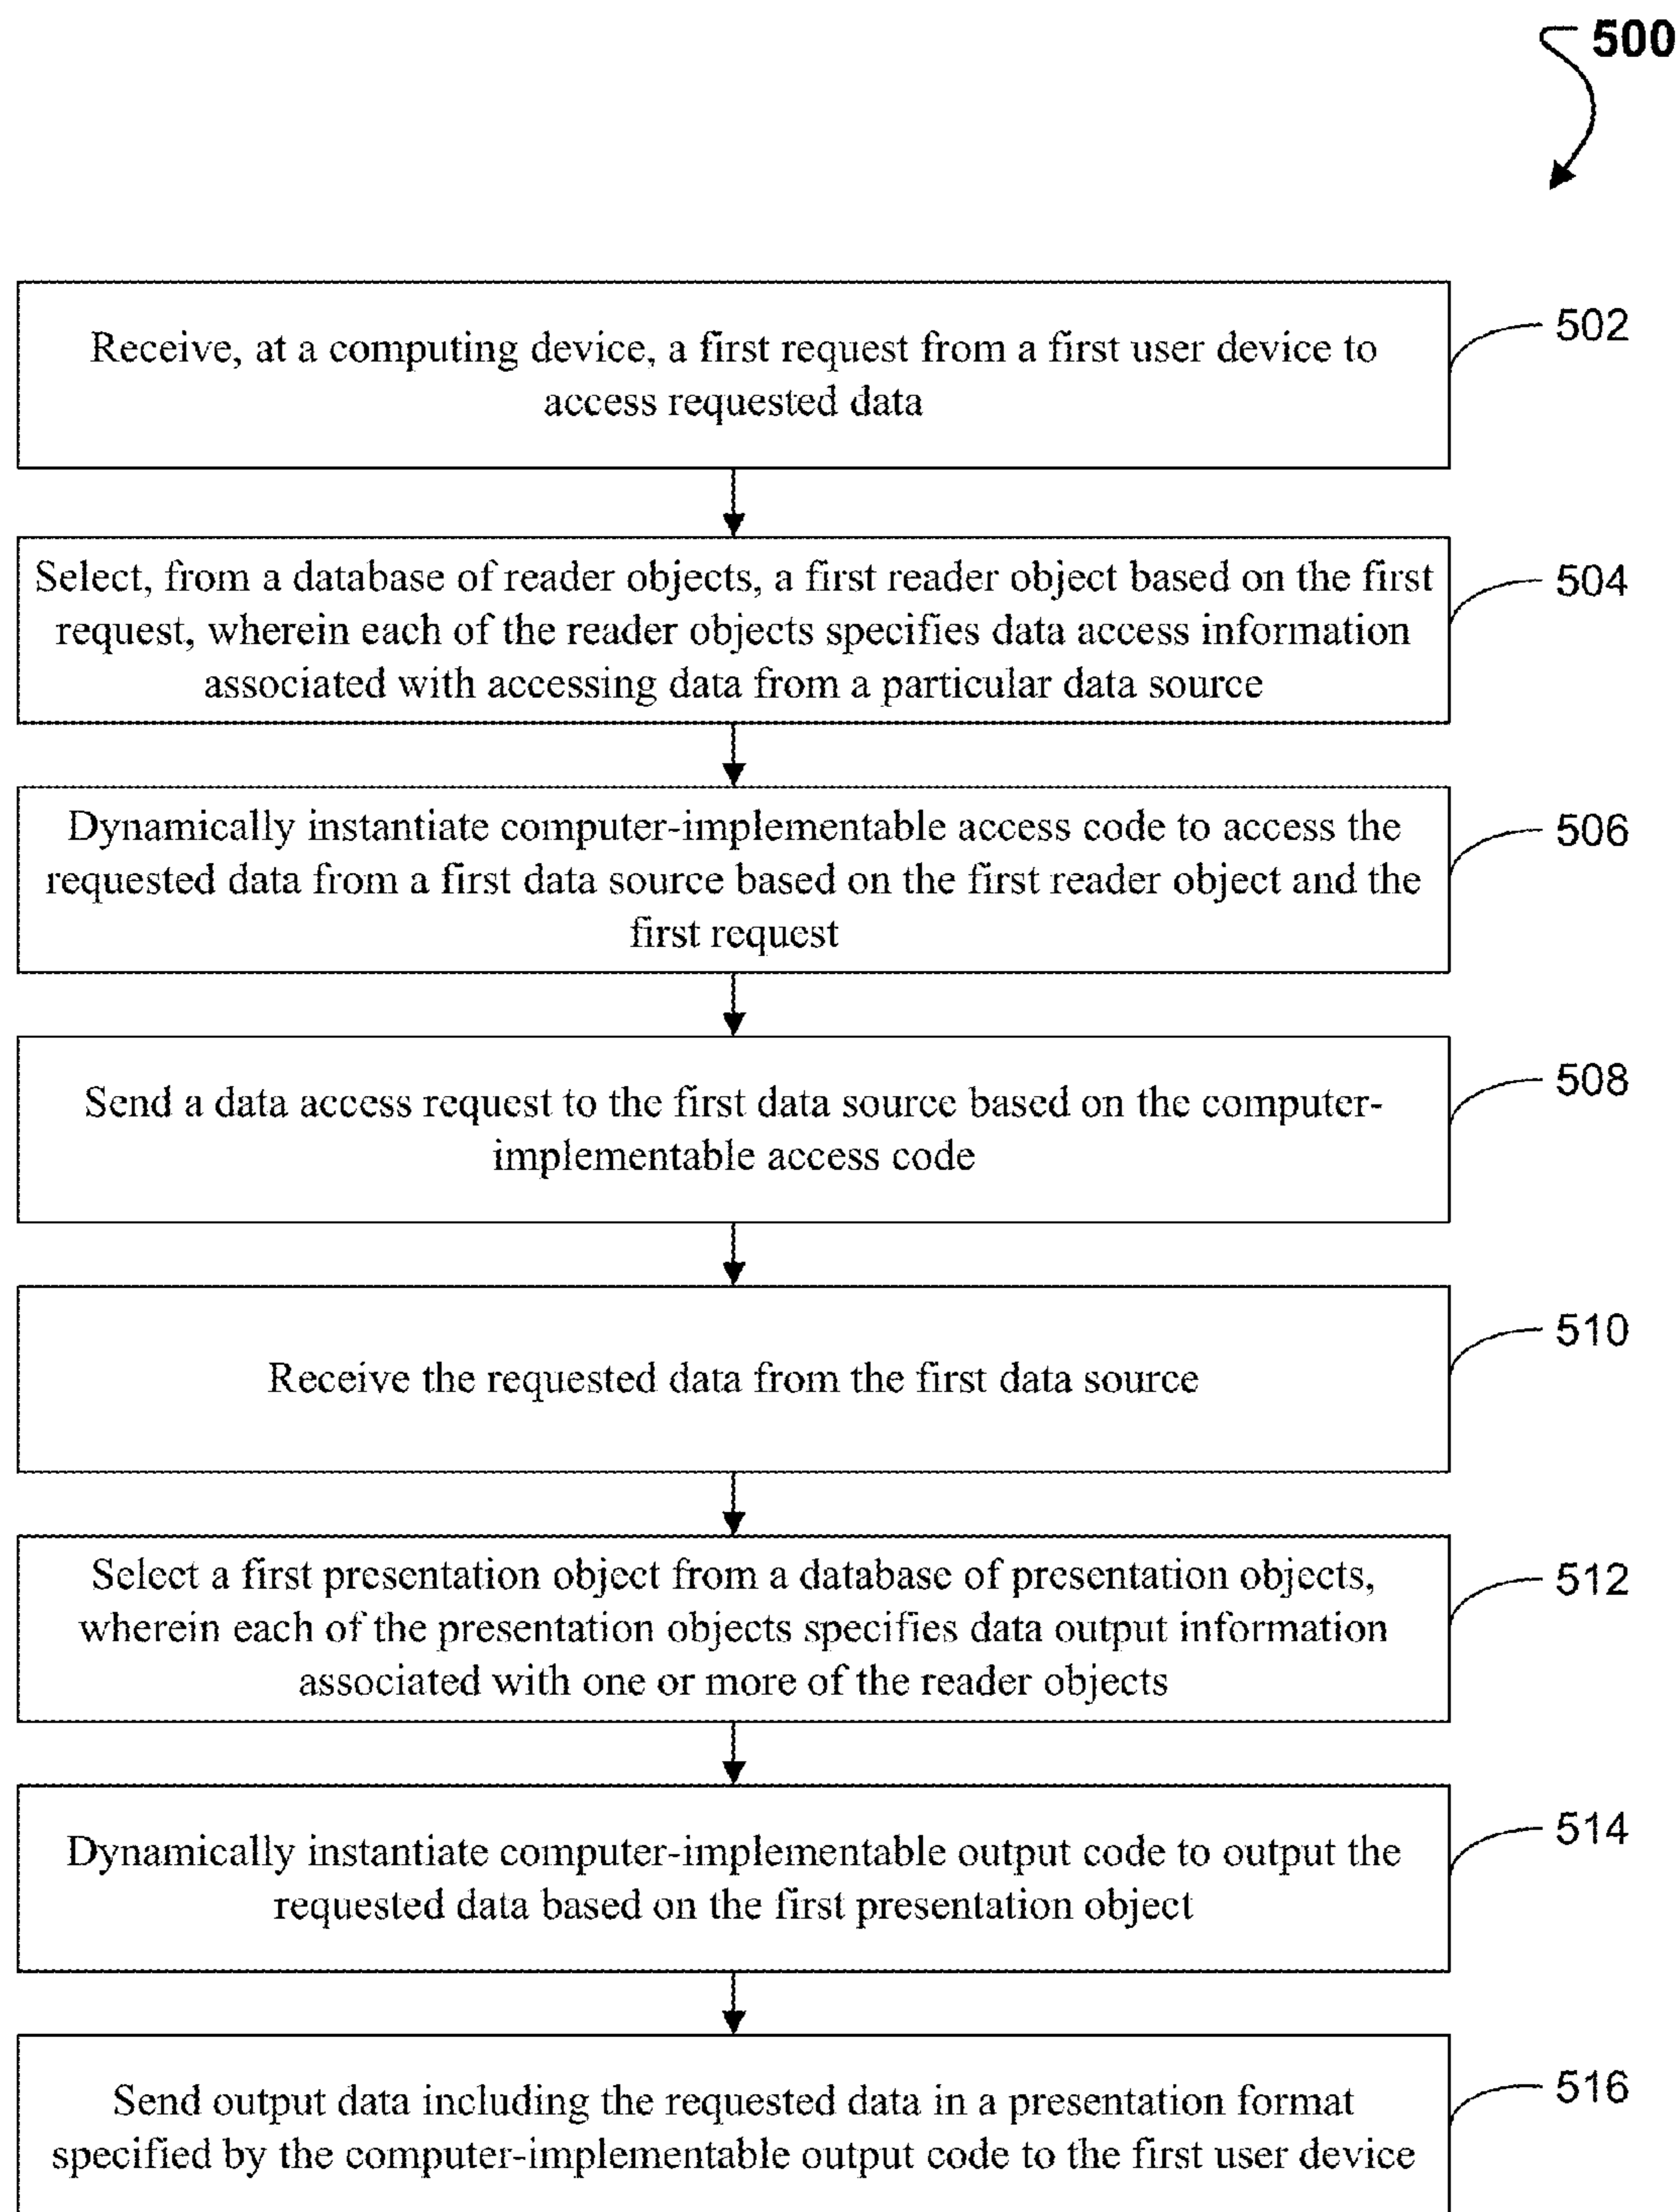 500
Receive, at a computing device, a first request from a first user device to
access requested data
502
Select, from a database of reader objects, a first reader object based on the first
request, wherein each of the reader objects specifies data access information
associated with accessing data from a particular data source
504
Dynamically instantiate computer-implementable access code to access the
requested data from a first data source based on the first reader object and the
first request
506
Send a data access request to the first data source based on the computer-
implementable access code
508
Receive the requested data from the first data source
510
Select a first presentation object from a database of presentation objects,
wherein each of the presentation objects specifies data output information
associated with one or more of the reader objects
512
Dynamically instantiate computer-implementable output code to output the
requested data based on the first presentation object
514
Send output data including the requested data in a presentation format
specified by the computer-implementable output code to the first user device
516